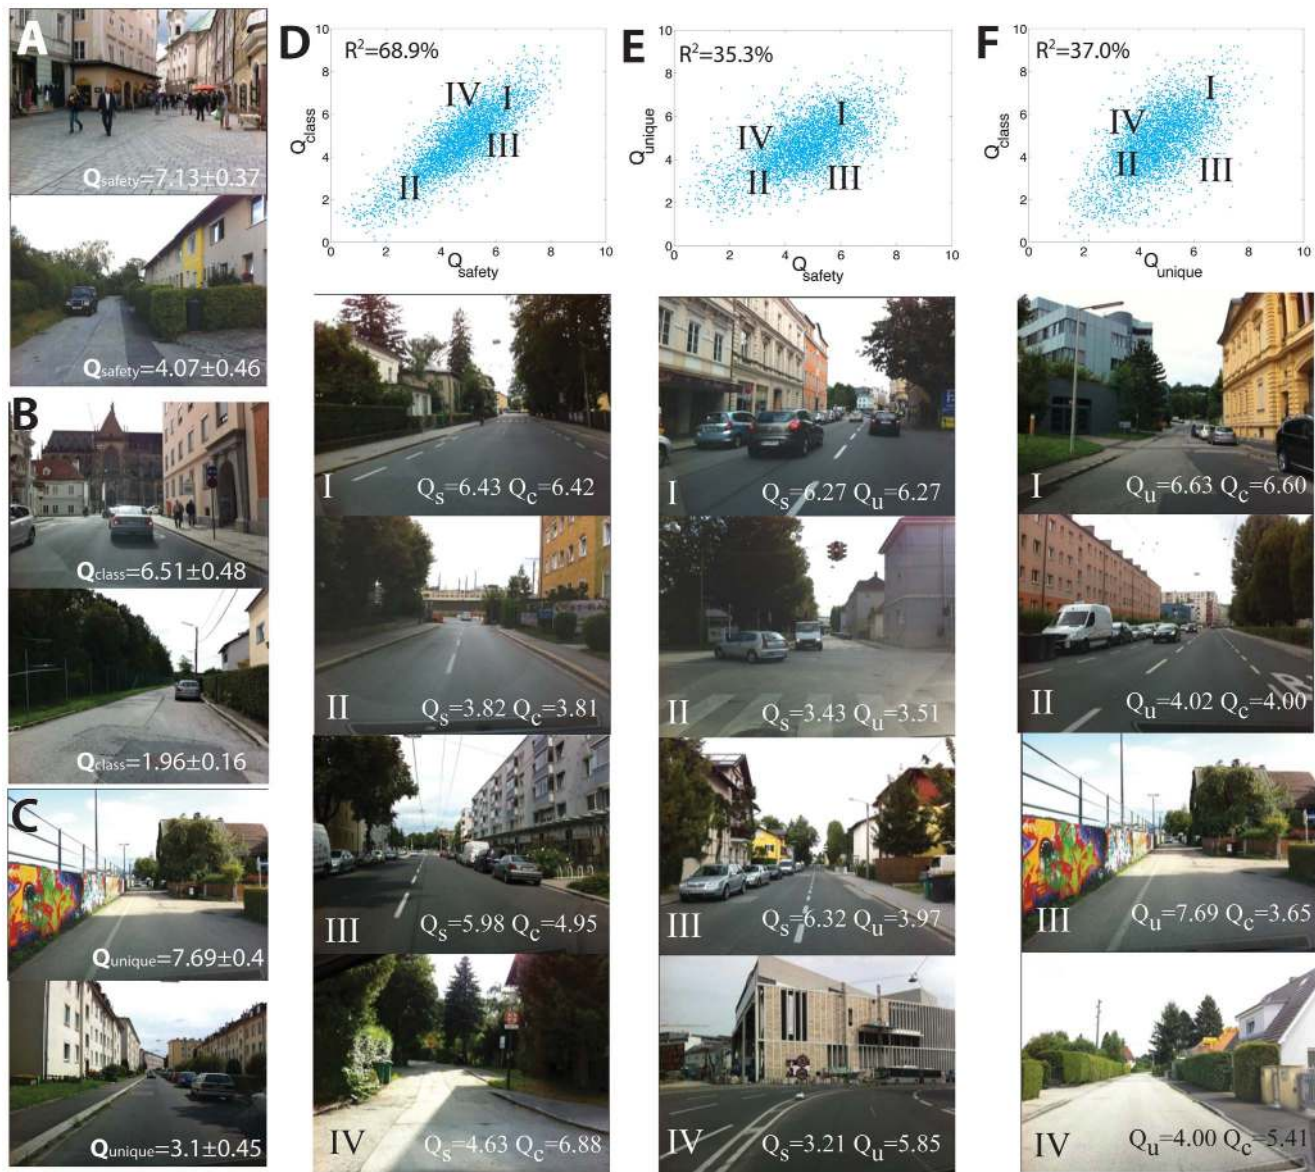 A
Qsafety=7.13±0.37
Qsafety=4.07±0.46
B
Qclass=6.51±0.48
Qclass=1.96±0.16
C
Qunique=7.69±0.4
Qunique=3.1±0.45
D
R²=68.9%
Qclass
8
6
4
2
0
IV
I
III
II
0 2 4 6 8 10
Qsafety
I
Qs=6.43 Qc=6.42
II
Qs=3.82 Qc=3.81
III
Qs=5.98 Qc=4.95
IV
Qs=4.63 Qc=6.88
E
R²=35.3%
Qunique
8
6
4
2
0
I
IV
II
III
0 2 4 6 8 10
Qsafety
I
Qs=6.27 Qu=6.27
II
Qs=3.43 Qu=3.51
III
Qs=6.32 Qu=3.97
IV
Qs=3.21 Qu=5.85
F
R²=37.0%
Qclass
10
8
6
4
2
0
I
IV
II
III
0 2 4 6 8 10
Qunique
I
Qu=6.63 Qc=6.60
II
Qu=4.02 Qc=4.00
III
Qu=7.69 Qc=3.65
IV
Qu=4.00 Qc=5.41